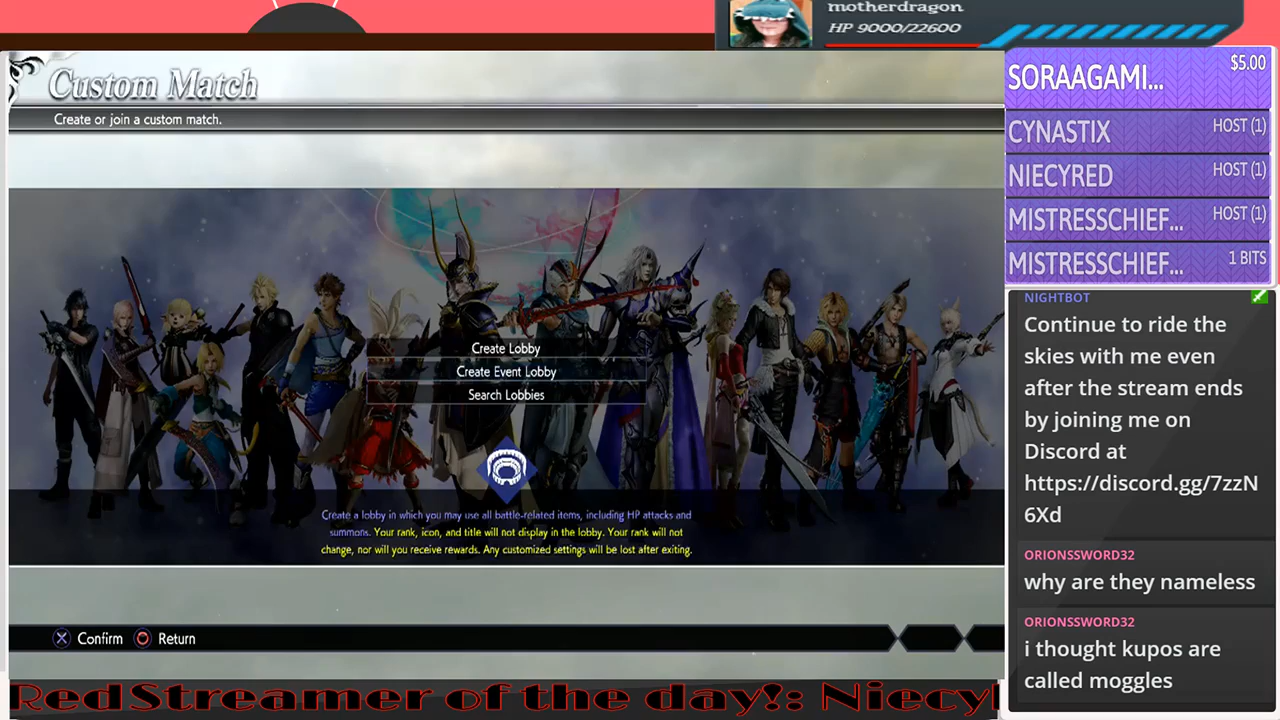 motherdragon
HP 9000/22600
Custom Match
Create or join a custom match.
Create Lobby
Create Event Lobby
Search Lobbies
Create a lobby in which you may use all battle-related items, including HP attacks and
summons. Your rank, icon, and title will not display in the lobby. Your rank will not
change, nor will you receive rewards. Any customized settings will be lost after exiting.
Confirm Return
Red Streamer of the day!: Niecy
SORAAGAMI... $5.00
CYNASTIX HOST (1)
NIECYRED HOST (1)
MISTRESSCHIEF... HOST (1)
MISTRESSCHIEF... 1 BITS
NIGHTBOT
Continue to ride the
skies with me even
after the stream ends
by joining me on
Discord at
https://discord.gg/7zzN
6Xd
ORIONSSWORD32
why are they nameless
ORIONSSWORD32
i thought kupos are
called moggles